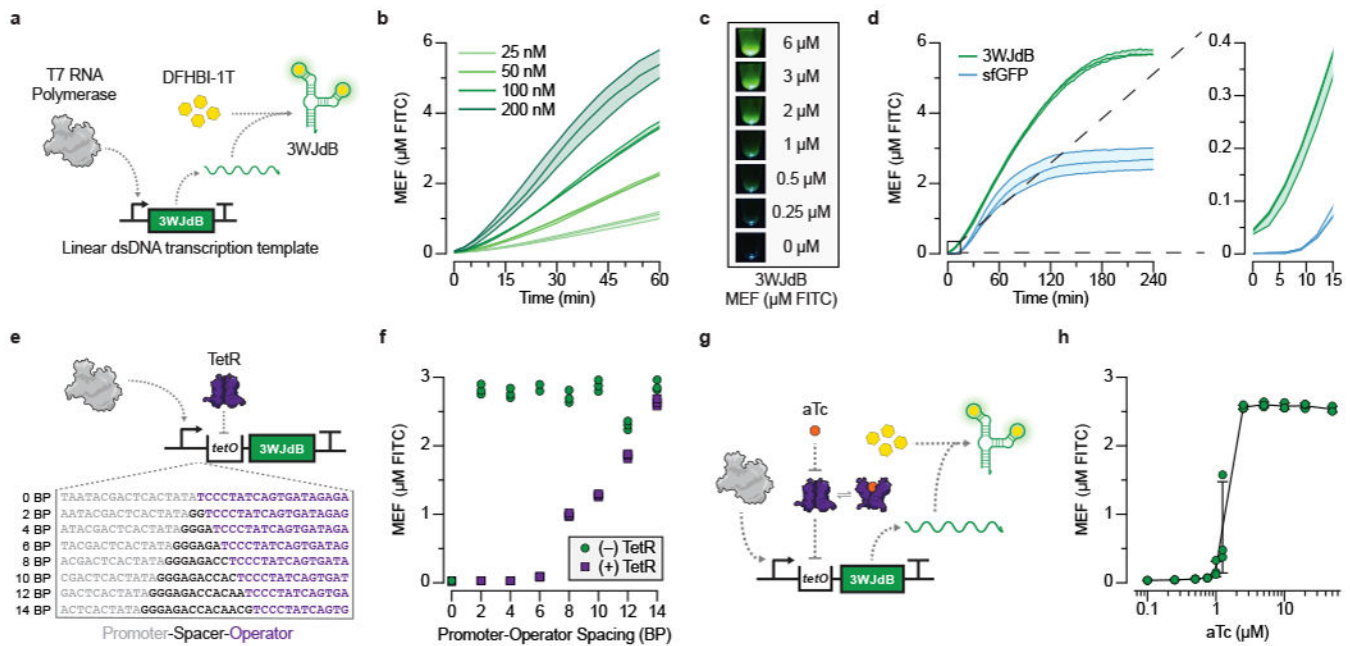 a
T7 RNA
Polymerase
DFHBI-1T
3WJdB
3WJdB
Linear dsDNA transcription template
b
MEF (µM FITC)
6
4
2
0
25 nM
50 nM
100 nM
200 nM
0 15 30 45 60
Time (min)
c
6 µM
3 µM
2 µM
1 µM
0.5 µM
0.25 µM
0 µM
3WJdB
MEF (µM FITC)
d
MEF (µM FITC)
6
4
2
0
3WJdB
sfGFP
0 60 120 180 240
Time (min)
0.4
0.3
0.2
0.1
0
0 5 10 15
e
TetR
tetO
3WJdB
0 BP TAATACGACTCACTATATCCCTATCAGTGATAGAGA
2 BP AATACGACTCACTATAGGTCCCTATCAGTGATAGAG
4 BP ATACGACTCACTATAGGGATCCCTATCAGTGATAGA
6 BP TACGACTCACTATAGGGAGATCCCTATCAGTGATAG
8 BP ACGACTCACTATAGGGAGACCTCCCTATCAGTGATA
10 BP CGACTCACTATAGGGAGACCACTCCCTATCAGTGAT
12 BP GACTCACTATAGGGAGACCACAATCCCTATCAGTGA
14 BP ACTCACTATAGGGAGACCACAACGTCCCTATCAGTG
Promoter-Spacer-Operator
f
MEF (µM FITC)
3
2
1
0
(–) TetR
(+) TetR
0 2 4 6 8 10 12 14
Promoter-Operator Spacing (BP)
g
aTc
tetO
3WJdB
h
MEF (µM FITC)
3
2
1
0
0.1 1 10
aTc (µM)